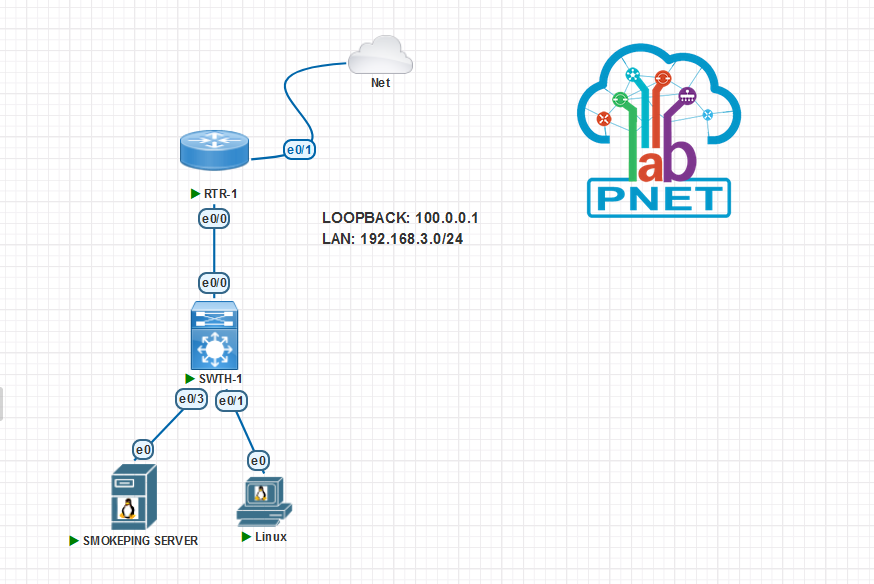 Net
e0/1
RTR-1
e0/0
LOOPBACK: 100.0.0.1
LAN: 192.168.3.0/24
e0/0
SWTH-1
e0/3
e0/1
e0
e0
SMOKEPING SERVER
Linux
lab
PNET